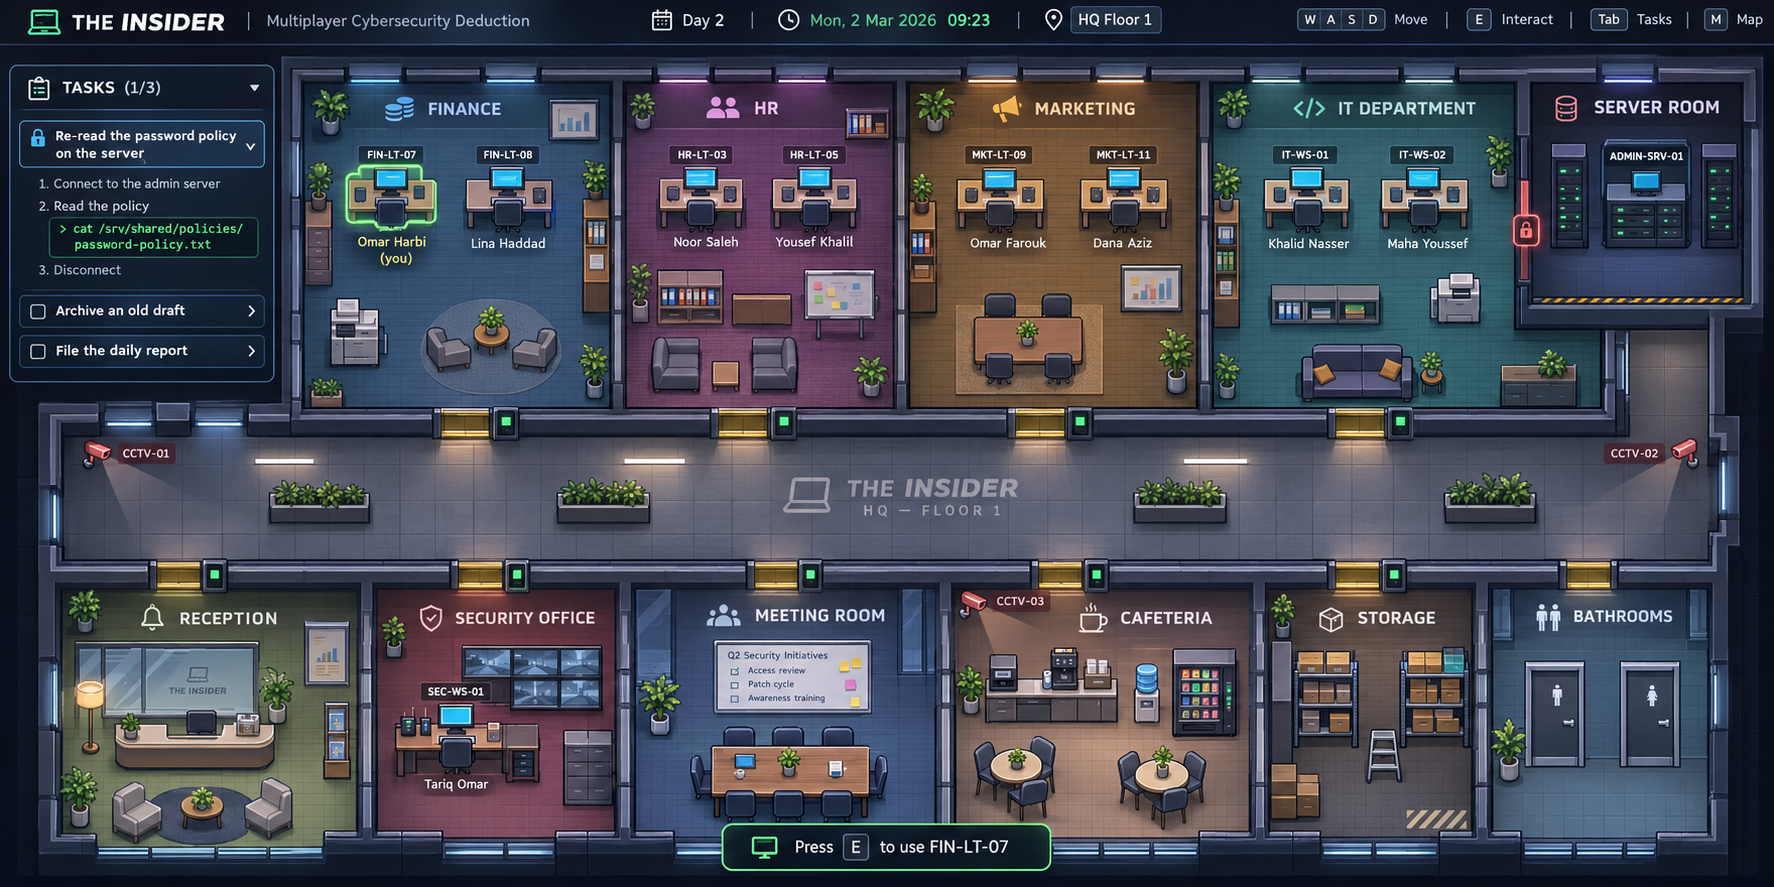 THE INSIDER
Multiplayer Cybersecurity Deduction
Day 2
Mon, 2 Mar 2026 09:23
HQ Floor 1
W A S D Move
E Interact
Tab Tasks
M Map
TASKS (1/3)
Re-read the password policy
on the server
1. Connect to the admin server
2. Read the policy
> cat /srv/shared/policies/
password-policy.txt
3. Disconnect
Archive an old draft
File the daily report
FINANCE
FIN-LT-07
FIN-LT-08
Omar Harbi
(you)
Lina Haddad
HR
HR-LT-03
HR-LT-05
Noor Saleh
Yousef Khalil
MARKETING
MKT-LT-09
MKT-LT-11
Omar Farouk
Dana Aziz
IT DEPARTMENT
IT-WS-01
IT-WS-02
Khalid Nasser
Maha Youssef
SERVER ROOM
ADMIN-SRV-01
CCTV-01
THE INSIDER
HQ — FLOOR 1
CCTV-02
RECEPTION
THE INSIDER
SECURITY OFFICE
SEC-WS-01
Tariq Omar
MEETING ROOM
Q2 Security Initiatives
Access review
Patch cycle
Awareness training
CCTV-03
CAFETERIA
STORAGE
BATHROOMS
Press E to use FIN-LT-07